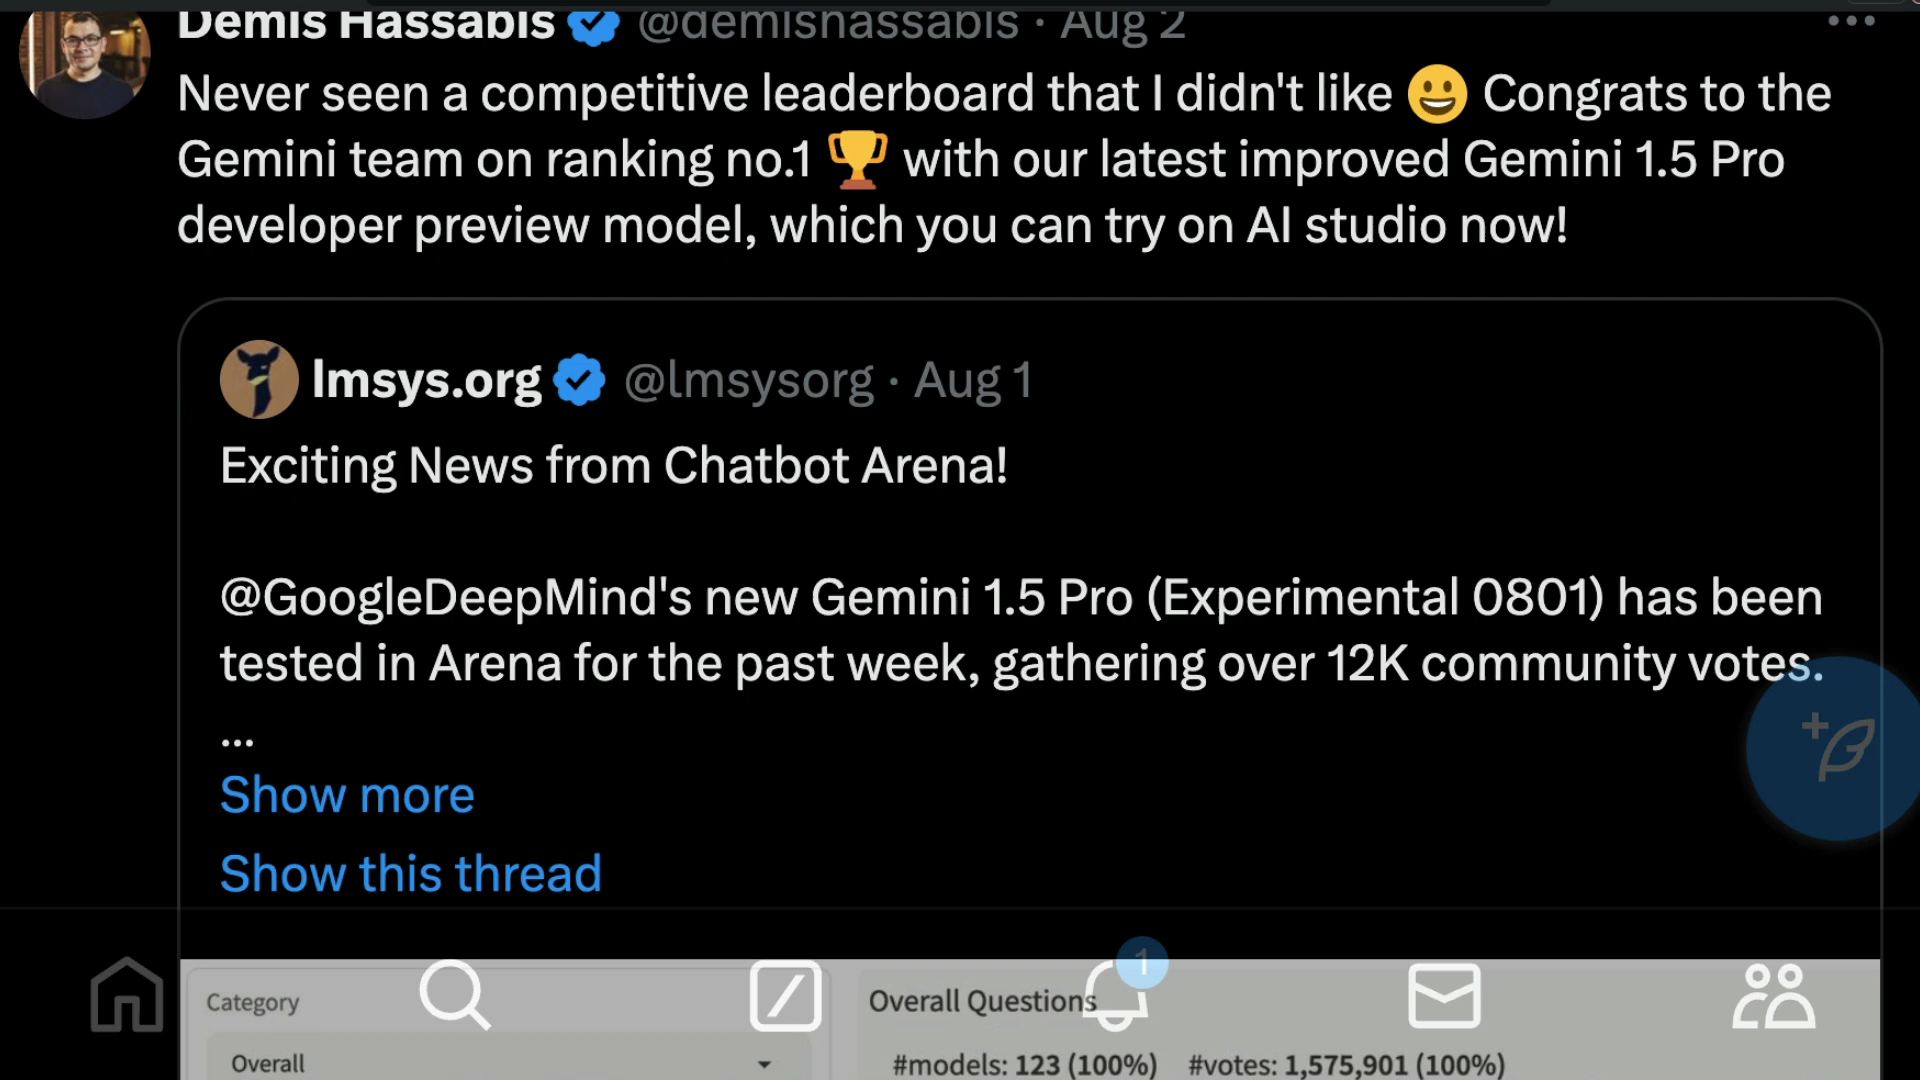 Demis Hassabis @demishassabis · Aug 2
Never seen a competitive leaderboard that I didn't like 😀 Congrats to the
Gemini team on ranking no.1 🏆 with our latest improved Gemini 1.5 Pro
developer preview model, which you can try on AI studio now!
lmsys.org @lmsysorg · Aug 1
Exciting News from Chatbot Arena!
@GoogleDeepMind's new Gemini 1.5 Pro (Experimental 0801) has been
tested in Arena for the past week, gathering over 12K community votes.
...
Show more
Show this thread
1
Category
Overall Questions
Overall
#models: 123 (100%) #votes: 1,575,901 (100%)